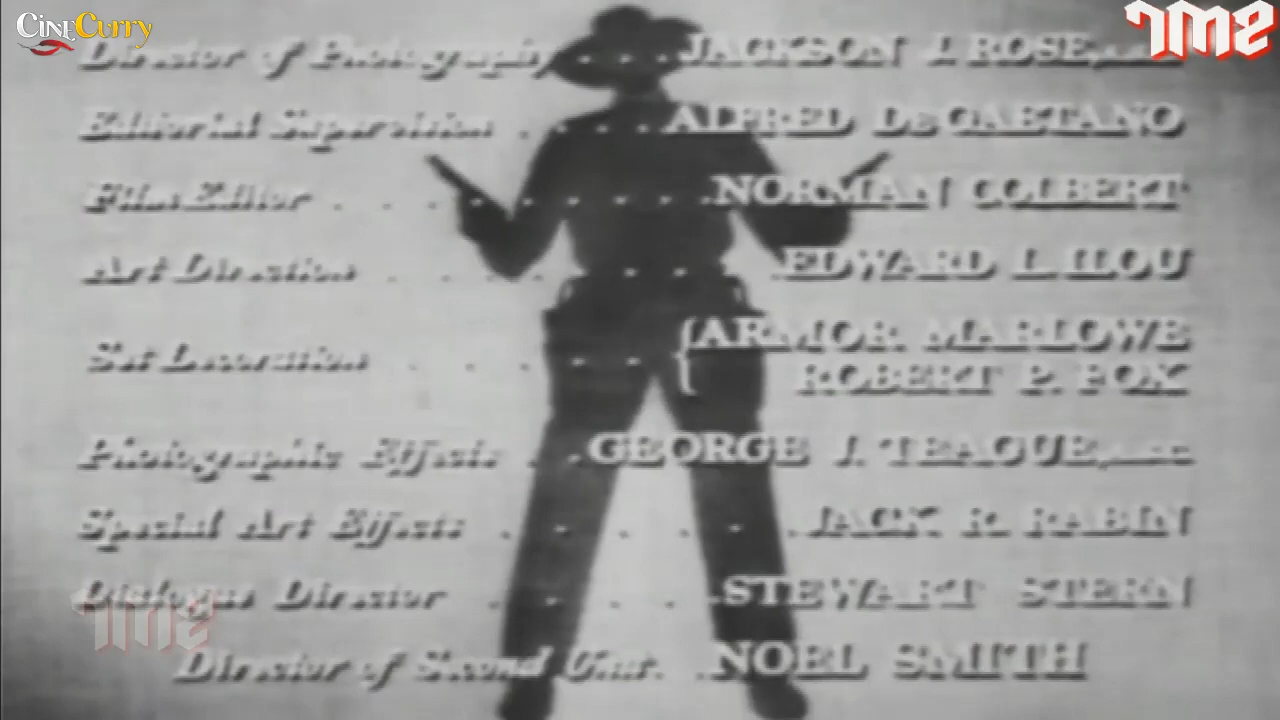 CineCurry
Director of Photography . . . . JACKSON J. ROSE, A.S.C.
Editorial Supervision . . . . ALFRED DeGAETANO
Film Editor . . . . . . . . NORMAN COLBERT
Art Direction . . . . . . . EDWARD L. ILOU
Set Decoration . . . . . { ARMOR MARLOWE
ROBERT P. FOX
Photographic Effects . . GEORGE J. TEAGUE, A.S.C.
Special Art Effects . . . . . . JACK R. RABIN
Dialogue Director . . . . . STEWART STERN
Director of Second Unit . . NOEL SMITH